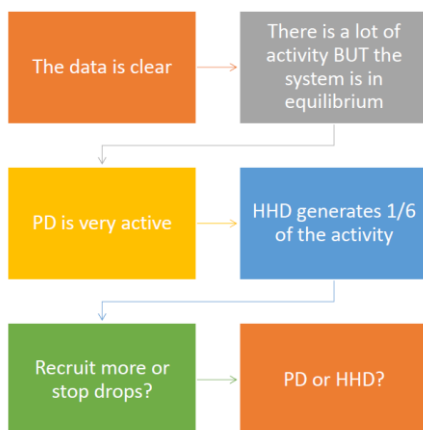 The data is clear
There is a lot of
activity BUT the
system is in
equilibrium
PD is very active
HHD generates 1/6
of the activity
Recruit more or
stop drops?
PD or HHD?